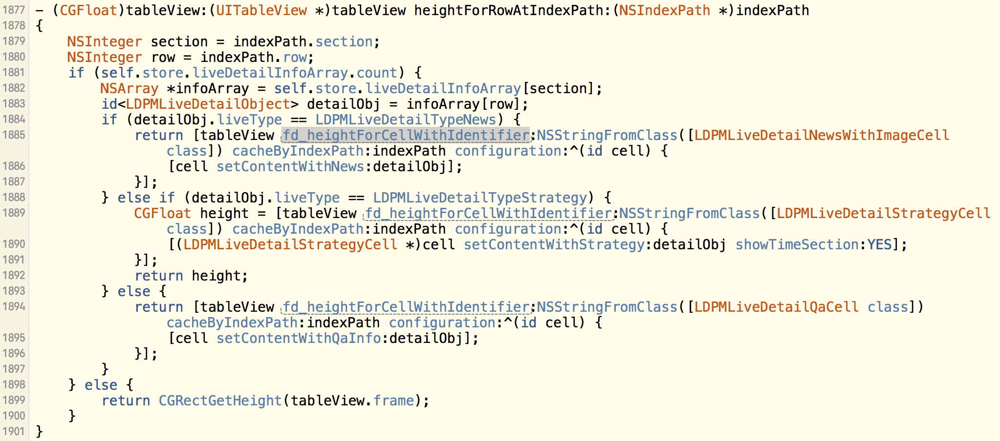 1877 - (CGFloat)tableView:(UITableView *)tableView heightForRowAtIndexPath:(NSIndexPath *)indexPath
1878 {
1879     NSInteger section = indexPath.section;
1880     NSInteger row = indexPath.row;
1881     if (self.store.liveDetailInfoArray.count) {
1882         NSArray *infoArray = self.store.liveDetailInfoArray[section];
1883         id<LDPMLiveDetailObject> detailObj = infoArray[row];
1884         if (detailObj.liveType == LDPMLiveDetailTypeNews) {
1885             return [tableView fd_heightForCellWithIdentifier:NSStringFromClass([LDPMLiveDetailNewsWithImageCell
                class]) cacheByIndexPath:indexPath configuration:^(id cell) {
1886                 [cell setContentWithNews:detailObj];
1887             }];
1888         } else if (detailObj.liveType == LDPMLiveDetailTypeStrategy) {
1889             CGFloat height = [tableView fd_heightForCellWithIdentifier:NSStringFromClass([LDPMLiveDetailStrategyCell
                class]) cacheByIndexPath:indexPath configuration:^(id cell) {
1890                 [(LDPMLiveDetailStrategyCell *)cell setContentWithStrategy:detailObj showTimeSection:YES];
1891             }];
1892             return height;
1893         } else {
1894             return [tableView fd_heightForCellWithIdentifier:NSStringFromClass([LDPMLiveDetailQaCell class])
                cacheByIndexPath:indexPath configuration:^(id cell) {
1895                 [cell setContentWithQaInfo:detailObj];
1896             }];
1897         }
1898     } else {
1899         return CGRectGetHeight(tableView.frame);
1900     }
1901 }